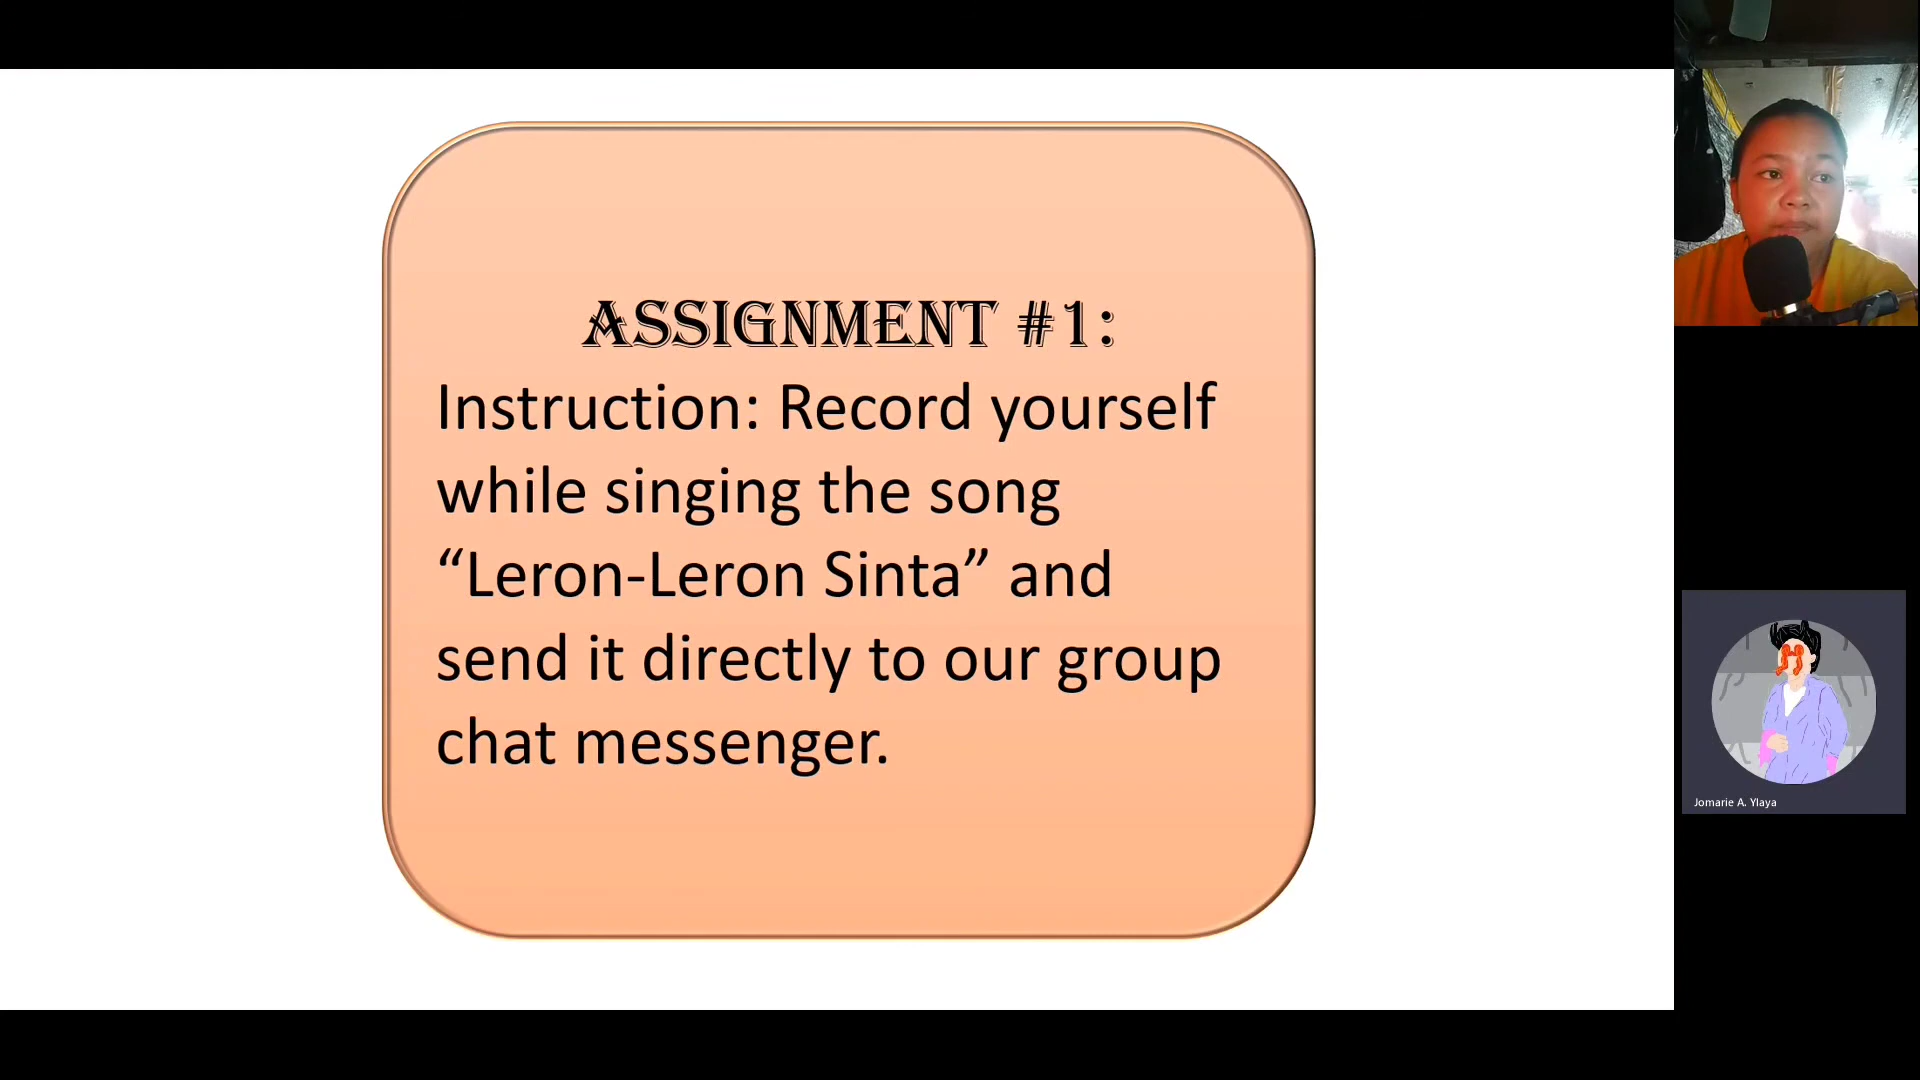 ASSIGNMENT #1:
Instruction: Record yourself
while singing the song
“Leron-Leron Sinta” and
send it directly to our group
chat messenger.
Jomarie A. Ylaya